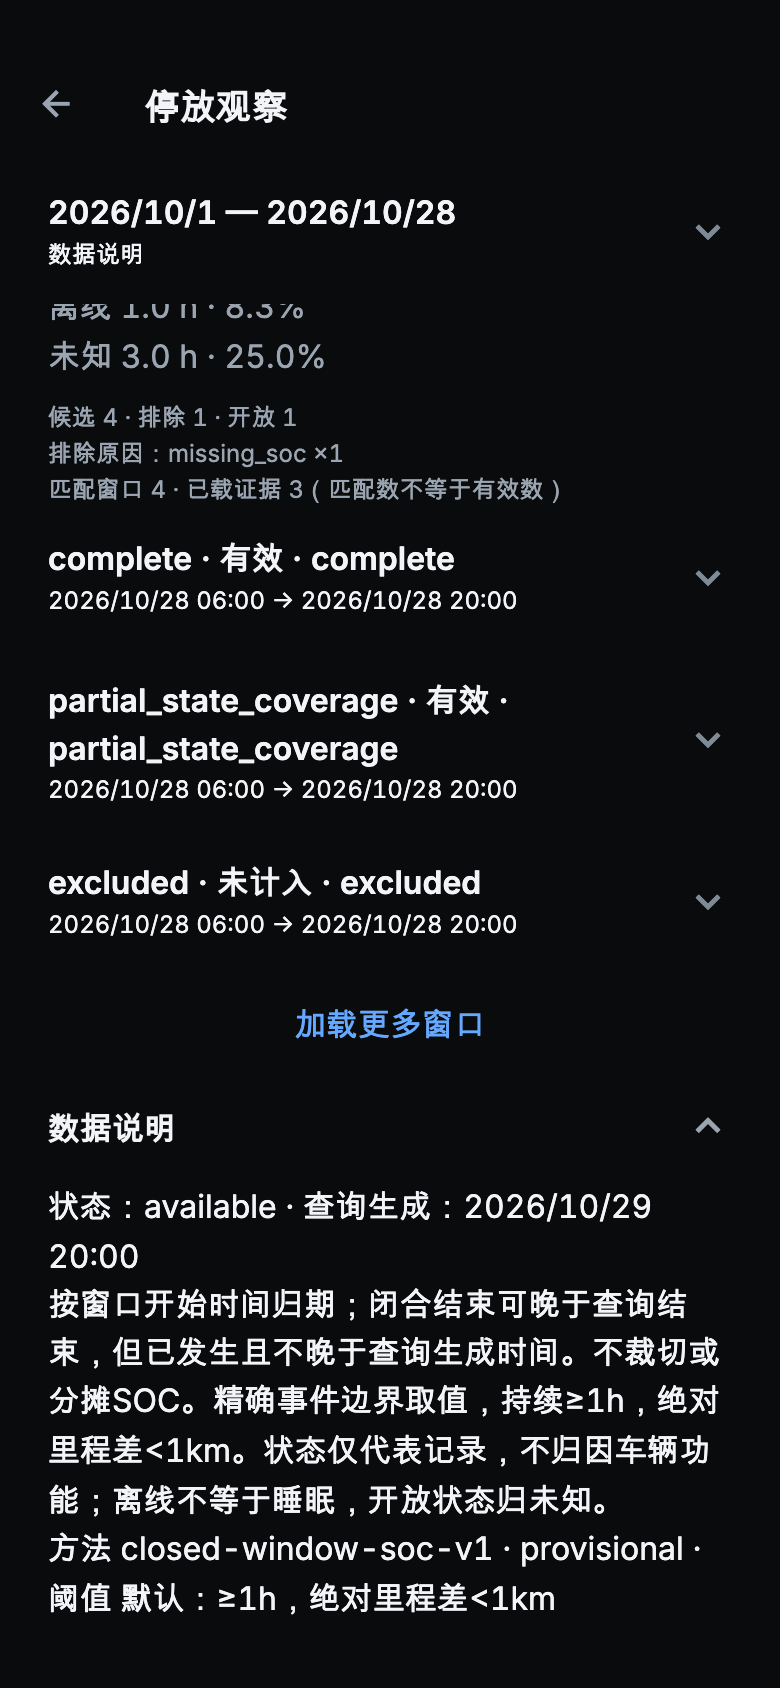 停放观察
2026/10/1 — 2026/10/28
数据说明
离线 1.0 h · 8.3%
未知 3.0 h · 25.0%
候选 4 · 排除 1 · 开放 1
排除原因：missing_soc ×1
匹配窗口 4 · 已载证据 3（匹配数不等于有效数）
complete · 有效 · complete
2026/10/28 06:00 → 2026/10/28 20:00
partial_state_coverage · 有效 ·
partial_state_coverage
2026/10/28 06:00 → 2026/10/28 20:00
excluded · 未计入 · excluded
2026/10/28 06:00 → 2026/10/28 20:00
加载更多窗口
数据说明
状态：available · 查询生成：2026/10/29
20:00
按窗口开始时间归期；闭合结束可晚于查询结
束，但已发生且不晚于查询生成时间。不裁切或
分摊SOC。精确事件边界取值，持续≥1h，绝对
里程差<1km。状态仅代表记录，不归因车辆功
能；离线不等于睡眠，开放状态归未知。
方法 closed-window-soc-v1 · provisional ·
阈值 默认：≥1h，绝对里程差<1km